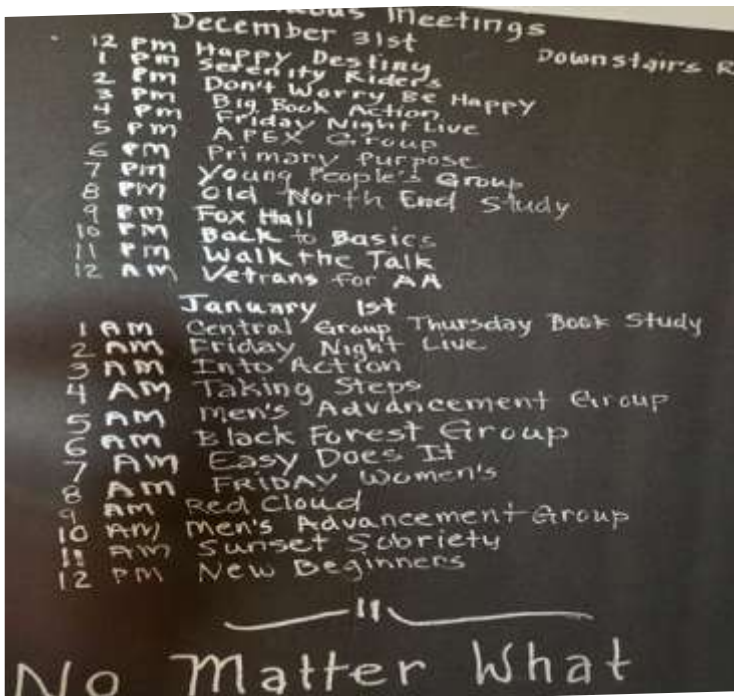 Meetings
December 31st
Downstairs R
12 PM Happy Destiny
1 PM Serenity Riders
2 PM Don't Worry Be Happy
3 PM Big Book Action
4 PM Friday Night Live
5 PM APEX Group
6 PM Primary Purpose
7 PM Young People's Group
8 PM Old North End Study
9 PM Fox Hall
10 PM Back to Basics
11 PM Walk the Talk
12 AM Vetrans for AA
January 1st
1 AM Central Group Thursday Book Study
2 AM Friday Night Live
3 AM Into Action
4 AM Taking Steps
5 AM Men's Advancement Group
6 AM Black Forest Group
7 AM Easy Does It
8 AM FRIDAY Women's
9 AM Red Cloud
10 AM Men's Advancement Group
11 AM Sunset Sobriety
12 PM New Beginners
No Matter What